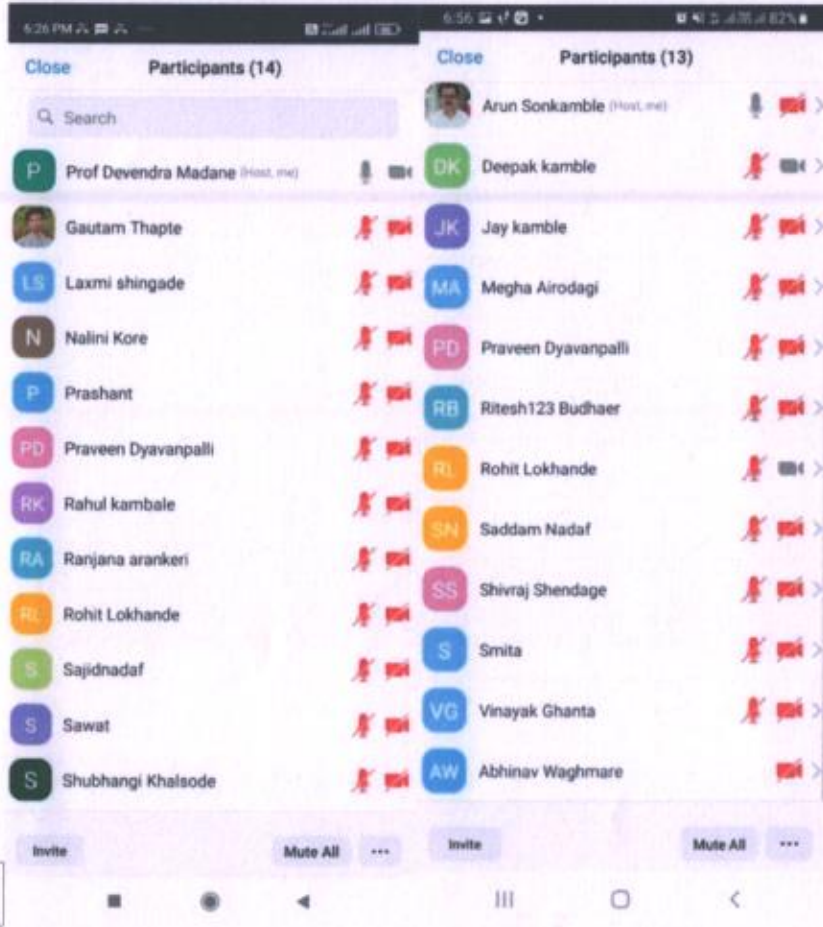 6:26 PM
Close Participants (14)
Search
P Prof Devendra Madane (Host, me)
Gautam Thapte
LS Laxmi shingade
N Nalini Kore
P Prashant
PD Praveen Dyavanpalli
RK Rahul kambale
RA Ranjana arankeri
RL Rohit Lokhande
S Sajidnadaf
S Sawat
S Shubhangi Khalsode
Invite Mute All ...
6:56 82%
Close Participants (13)
Arun Sonkamble (Host, me)
DK Deepak kamble
JK Jay kamble
MA Megha Airodagi
PD Praveen Dyavanpalli
RB Ritesh123 Budhaer
RL Rohit Lokhande
SN Saddam Nadaf
SS Shivraj Shendage
S Smita
VG Vinayak Ghanta
AW Abhinav Waghmare
Invite Mute All ...